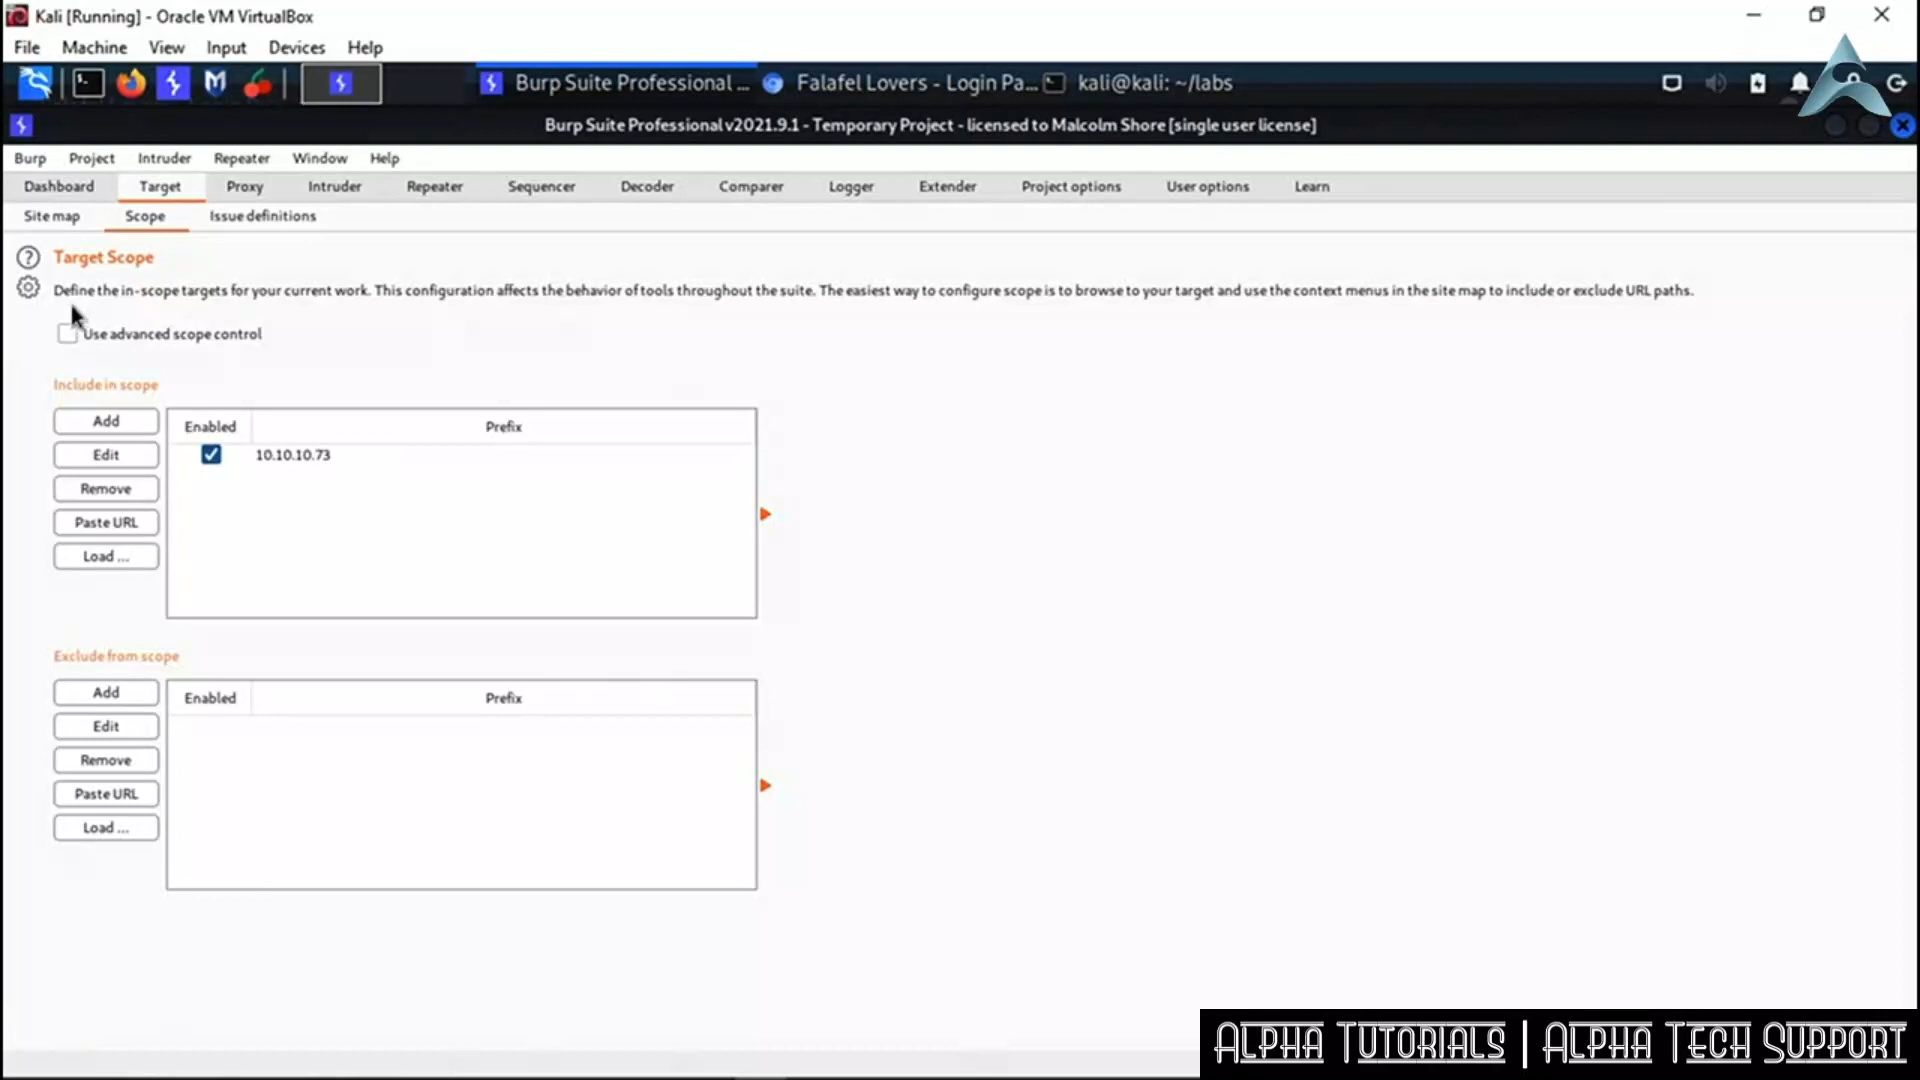 Kali [Running] - Oracle VM VirtualBox
File Machine View Input Devices Help
Burp Suite Professional ... Falafel Lovers - Login Pa... kali@kali: ~/labs
Burp Suite Professional v2021.9.1 - Temporary Project - licensed to Malcolm Shore [single user license]
Burp Project Intruder Repeater Window Help
Dashboard Target Proxy Intruder Repeater Sequencer Decoder Comparer Logger Extender Project options User options Learn
Site map Scope Issue definitions
Target Scope
Define the in-scope targets for your current work. This configuration affects the behavior of tools throughout the suite. The easiest way to configure scope is to browse to your target and use the context menus in the site map to include or exclude URL paths.
Use advanced scope control
Include in scope
Add
Enabled Prefix
Edit
10.10.10.73
Remove
Paste URL
Load ...
Exclude from scope
Add
Enabled Prefix
Edit
Remove
Paste URL
Load ...
Alpha Tutorials | Alpha Tech Support